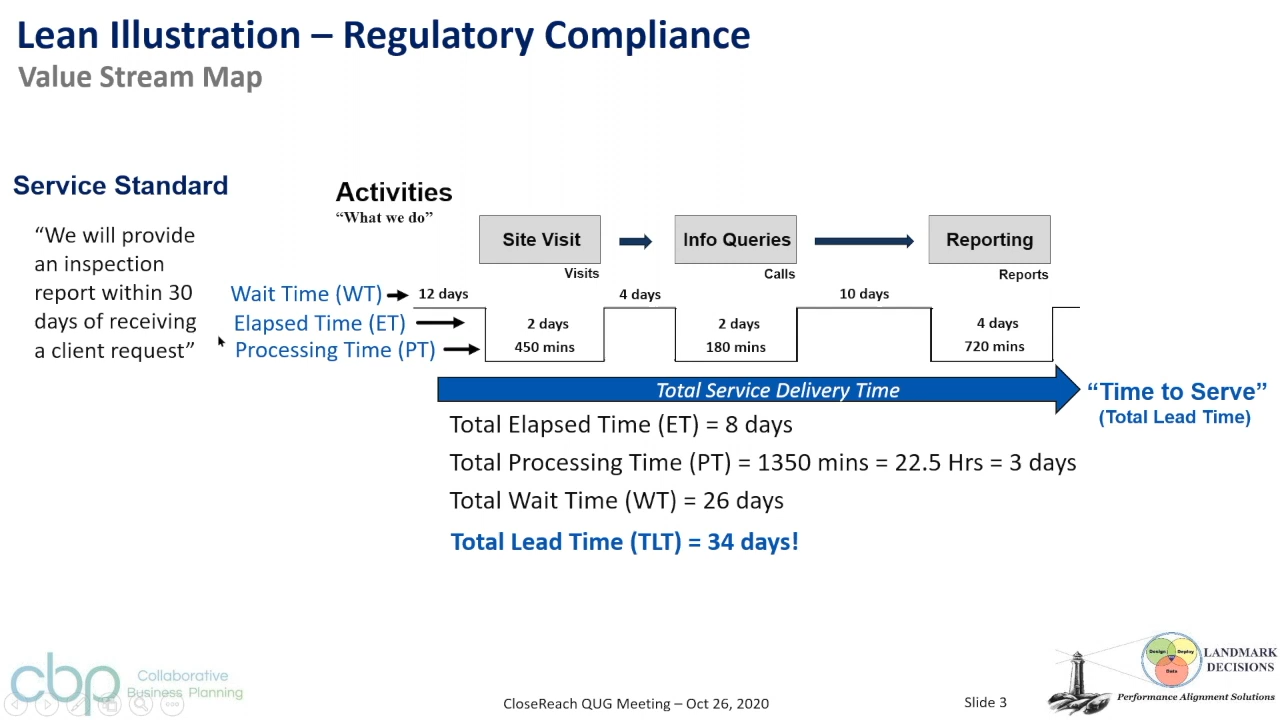 Lean Illustration – Regulatory Compliance
Value Stream Map
Service Standard
“We will provide
an inspection
report within 30
days of receiving
a client request”
Activities
“What we do”
Site Visit
Info Queries
Reporting
Visits
Calls
Reports
Wait Time (WT)
12 days
4 days
10 days
Elapsed Time (ET)
2 days
2 days
4 days
Processing Time (PT)
450 mins
180 mins
720 mins
Total Service Delivery Time
“Time to Serve”
(Total Lead Time)
Total Elapsed Time (ET) = 8 days
Total Processing Time (PT) = 1350 mins = 22.5 Hrs = 3 days
Total Wait Time (WT) = 26 days
Total Lead Time (TLT) = 34 days!
cbp
Collaborative
Business Planning
CloseReach QUG Meeting – Oct 26, 2020
Slide 3
Design
Deploy
Data
LANDMARK
DECISIONS
Performance Alignment Solutions